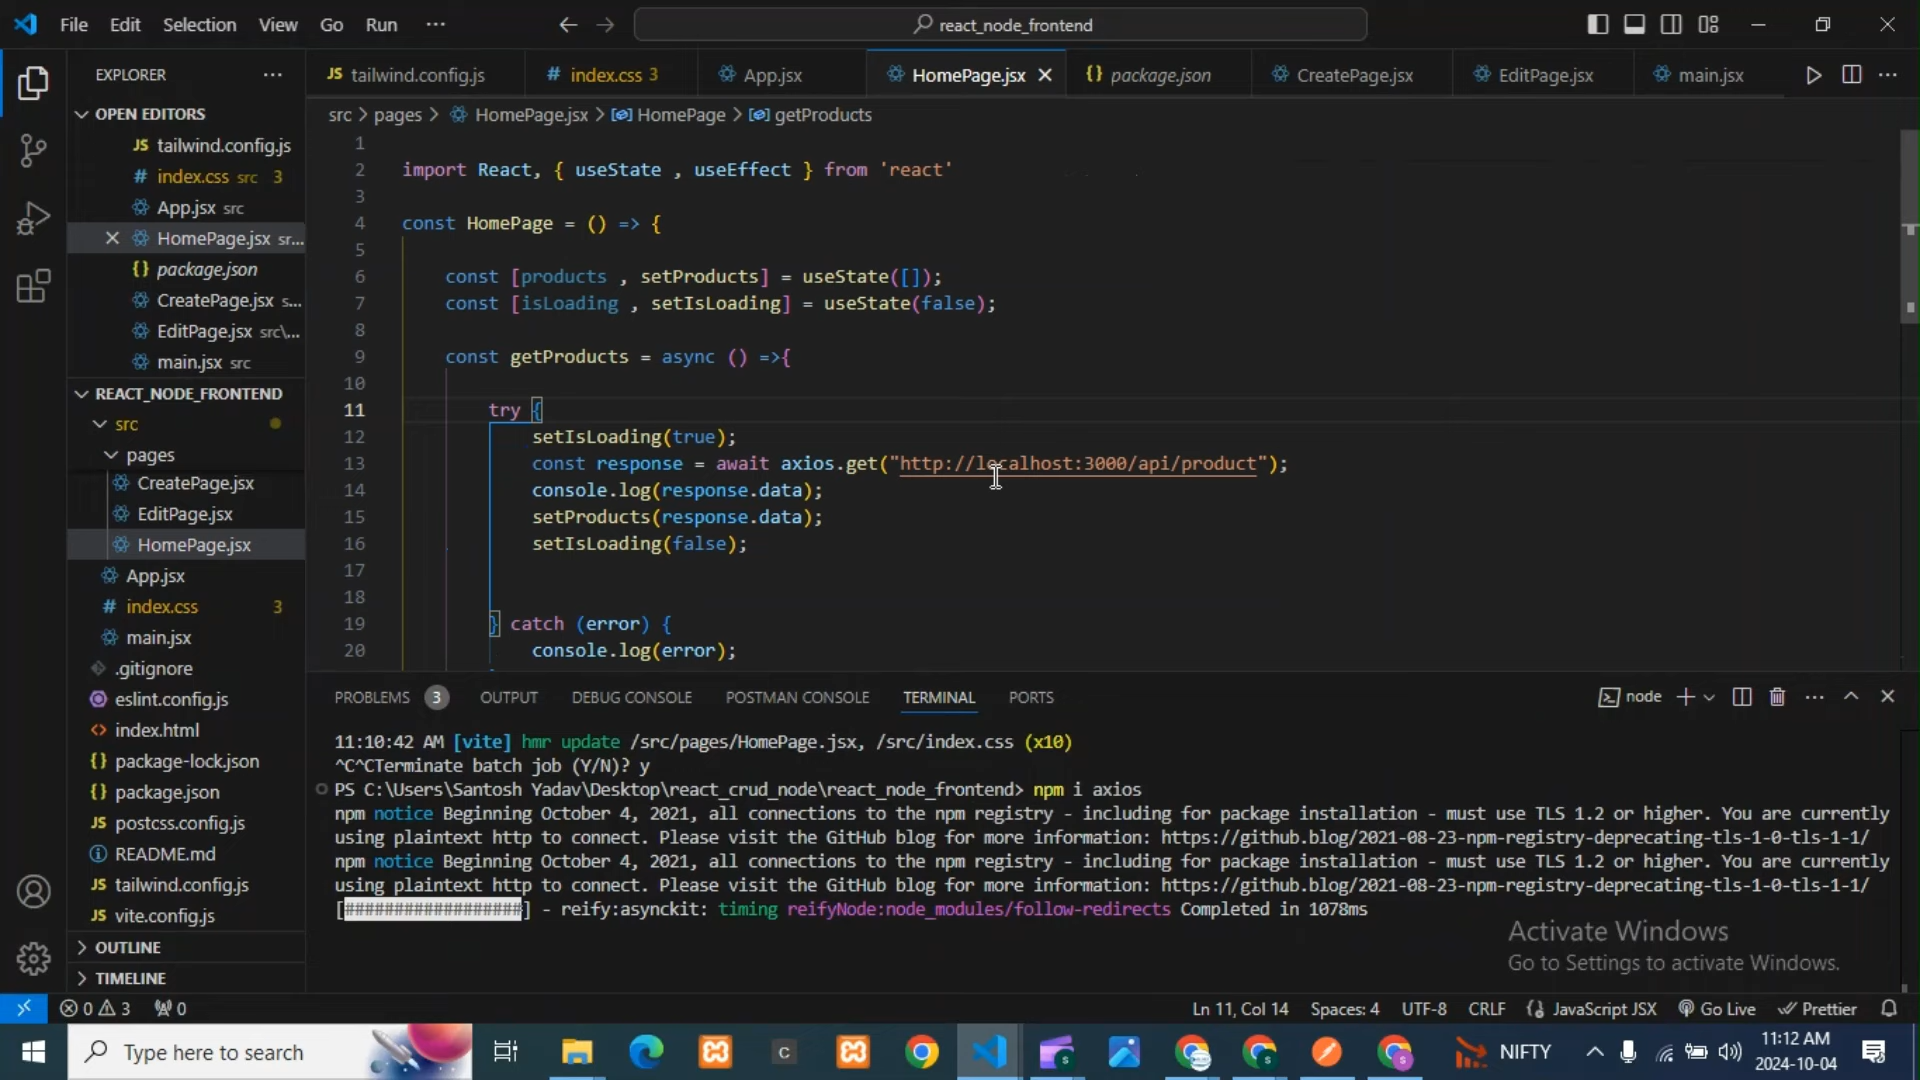 File Edit Selection View Go Run ··· react_node_frontend
EXPLORER ···
OPEN EDITORS
JS tailwind.config.js
# index.css src 3
App.jsx src
HomePage.jsx sr...
{} package.json
CreatePage.jsx s...
EditPage.jsx src\...
main.jsx src
REACT_NODE_FRONTEND
src
pages
CreatePage.jsx
EditPage.jsx
HomePage.jsx
App.jsx
# index.css 3
main.jsx
.gitignore
eslint.config.js
<> index.html
{} package-lock.json
{} package.json
JS postcss.config.js
README.md
JS tailwind.config.js
JS vite.config.js
OUTLINE
TIMELINE
JS tailwind.config.js # index.css 3 App.jsx HomePage.jsx {} package.json CreatePage.jsx EditPage.jsx main.jsx ···
src > pages > HomePage.jsx > HomePage > getProducts
1
2 import React, { useState , useEffect } from 'react'
3
4 const HomePage = () => {
5
6 const [products , setProducts] = useState([]);
7 const [isLoading , setIsLoading] = useState(false);
8
9 const getProducts = async () =>{
10
11 try {
12 setIsLoading(true);
13 const response = await axios.get("http://localhost:3000/api/product");
14 console.log(response.data);
15 setProducts(response.data);
16 setIsLoading(false);
17
18
19 } catch (error) {
20 console.log(error);
PROBLEMS 3 OUTPUT DEBUG CONSOLE POSTMAN CONSOLE TERMINAL PORTS node ···
11:10:42 AM [vite] hmr update /src/pages/HomePage.jsx, /src/index.css (x10)
^C^CTerminate batch job (Y/N)? y
PS C:\Users\Santosh Yadav\Desktop\react_crud_node\react_node_frontend> npm i axios
npm notice Beginning October 4, 2021, all connections to the npm registry - including for package installation - must use TLS 1.2 or higher. You are currently
using plaintext http to connect. Please visit the GitHub blog for more information: https://github.blog/2021-08-23-npm-registry-deprecating-tls-1-0-tls-1-1/
npm notice Beginning October 4, 2021, all connections to the npm registry - including for package installation - must use TLS 1.2 or higher. You are currently
using plaintext http to connect. Please visit the GitHub blog for more information: https://github.blog/2021-08-23-npm-registry-deprecating-tls-1-0-tls-1-1/
[##################] - reify:asynckit: timing reifyNode:node_modules/follow-redirects Completed in 1078ms
Activate Windows
Go to Settings to activate Windows.
0 3 0 Ln 11, Col 14 Spaces: 4 UTF-8 CRLF {} JavaScript JSX Go Live Prettier
Type here to search NIFTY 11:12 AM
2024-10-04